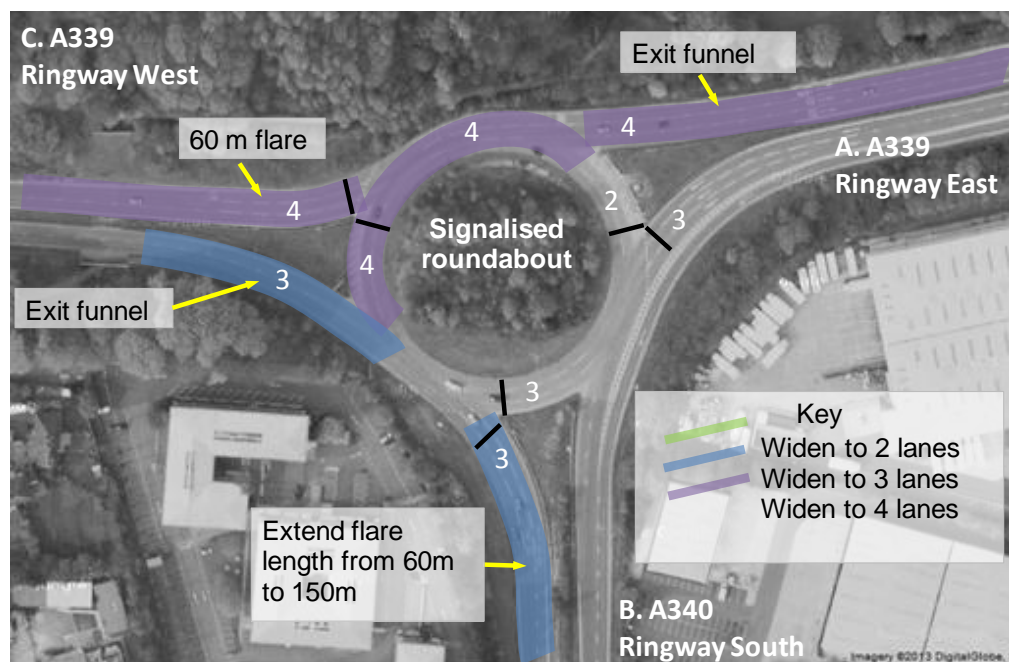 C. A339
Ringway West
Exit funnel
60 m flare
4
4
A. A339
Ringway East
2
3
4
Signalised
roundabout
4
3
Exit funnel
3
3
Key
Widen to 2 lanes
Widen to 3 lanes
Widen to 4 lanes
Extend flare
length from 60m
to 150m
B. A340
Ringway South
Imagery ©2013 DigitalGlobe,